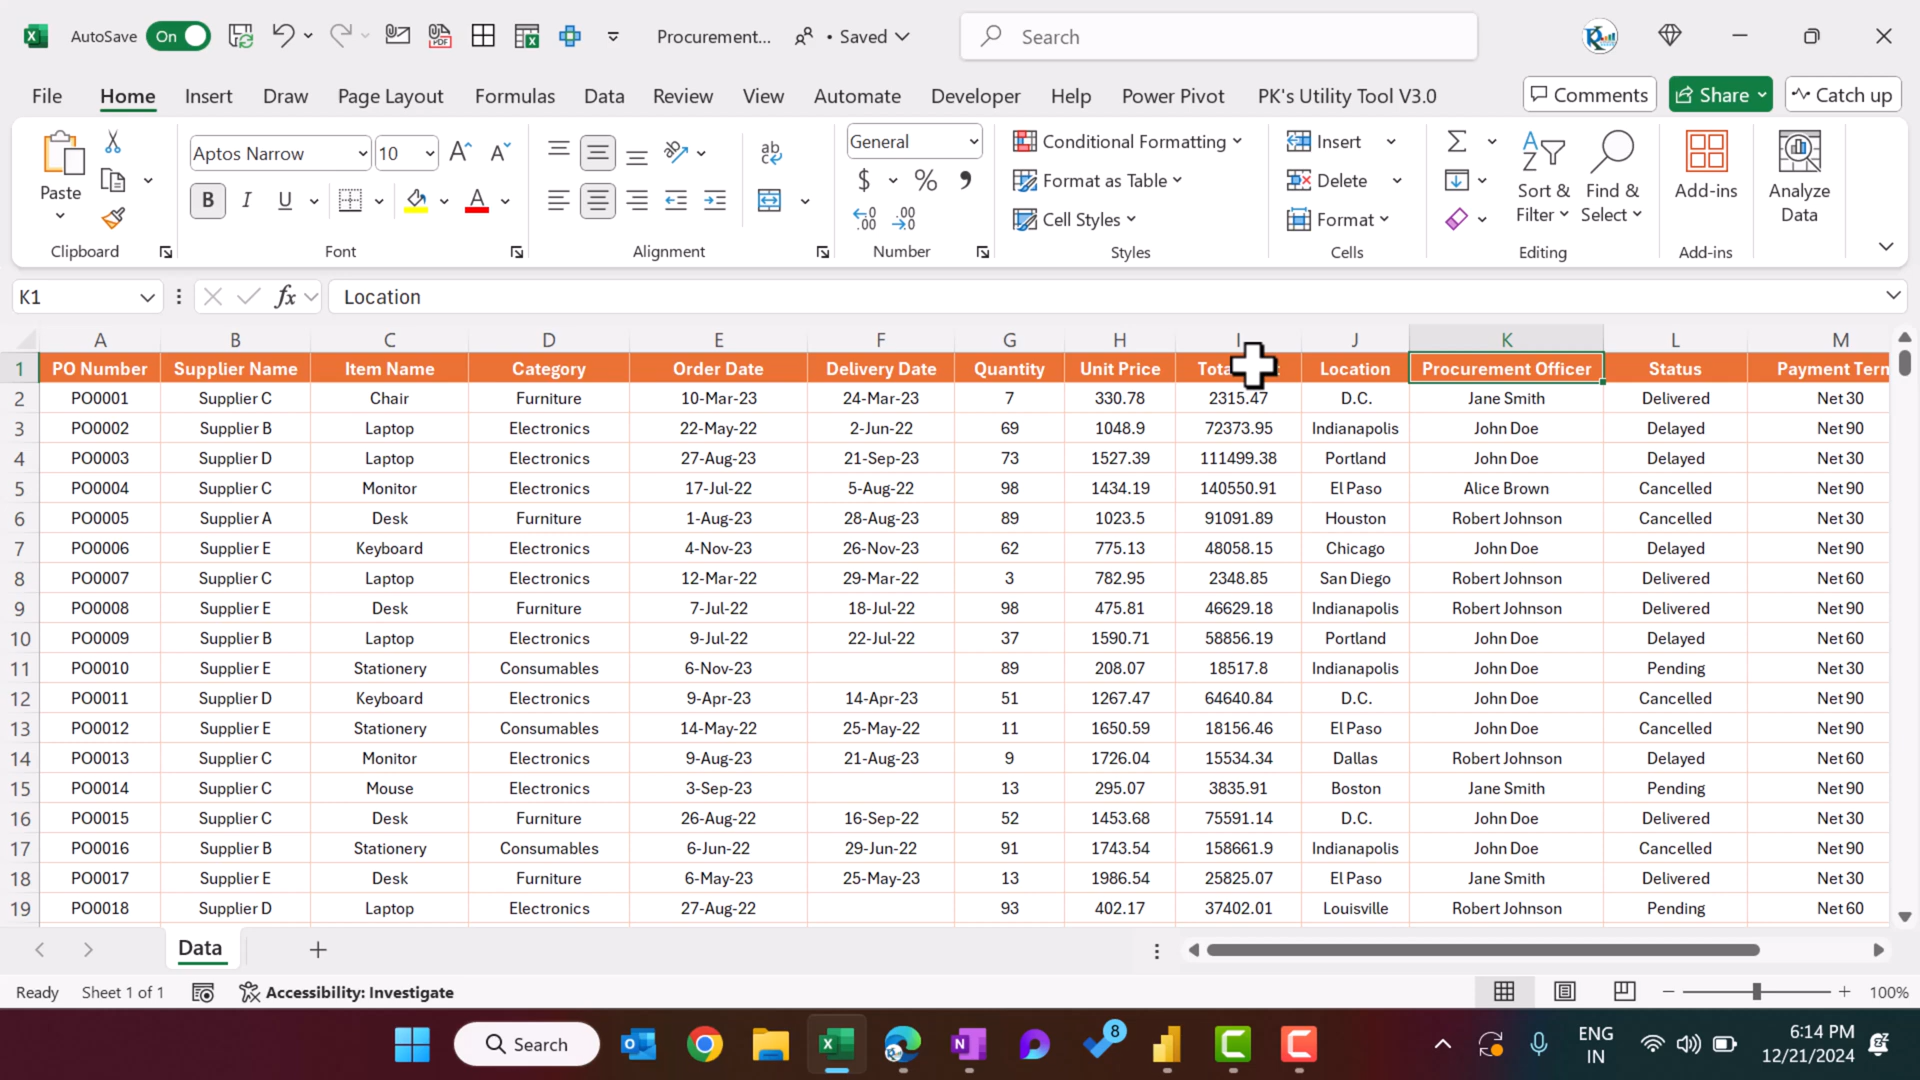 AutoSave On Procurement... • Saved Search
File Home Insert Draw Page Layout Formulas Data Review View Automate Developer Help Power Pivot PK's Utility Tool V3.0 Comments Share Catch up
Paste Aptos Narrow 10 General Conditional Formatting Insert Sort & Filter Find & Select Add-ins Analyze Data
B I U $ % Format as Table Delete
Cell Styles Format
Clipboard Font Alignment Number Styles Cells Editing Add-ins
K1 fx Location
A B C D E F G H I J K L M
1 PO Number Supplier Name Item Name Category Order Date Delivery Date Quantity Unit Price Location Procurement Officer Status Payment Tern
2 PO0001 Supplier C Chair Furniture 10-Mar-23 24-Mar-23 7 330.78 2315.47 D.C. Jane Smith Delivered Net 30
3 PO0002 Supplier B Laptop Electronics 22-May-22 2-Jun-22 69 1048.9 72373.95 Indianapolis John Doe Delayed Net 90
4 PO0003 Supplier D Laptop Electronics 27-Aug-23 21-Sep-23 73 1527.39 111499.38 Portland John Doe Delayed Net 30
5 PO0004 Supplier C Monitor Electronics 17-Jul-22 5-Aug-22 98 1434.19 140550.91 El Paso Alice Brown Cancelled Net 90
6 PO0005 Supplier A Desk Furniture 1-Aug-23 28-Aug-23 89 1023.5 91091.89 Houston Robert Johnson Cancelled Net 30
7 PO0006 Supplier E Keyboard Electronics 4-Nov-23 26-Nov-23 62 775.13 48058.15 Chicago John Doe Delayed Net 90
8 PO0007 Supplier C Laptop Electronics 12-Mar-22 29-Mar-22 3 782.95 2348.85 San Diego Robert Johnson Delivered Net 60
9 PO0008 Supplier E Desk Furniture 7-Jul-22 18-Jul-22 98 475.81 46629.18 Indianapolis Robert Johnson Delivered Net 90
10 PO0009 Supplier B Laptop Electronics 9-Jul-22 22-Jul-22 37 1590.71 58856.19 Portland John Doe Delayed Net 60
11 PO0010 Supplier E Stationery Consumables 6-Nov-23 89 208.07 18517.8 Indianapolis John Doe Pending Net 30
12 PO0011 Supplier D Keyboard Electronics 9-Apr-23 14-Apr-23 51 1267.47 64640.84 D.C. John Doe Cancelled Net 90
13 PO0012 Supplier E Stationery Consumables 14-May-22 25-May-22 11 1650.59 18156.46 El Paso John Doe Cancelled Net 90
14 PO0013 Supplier C Monitor Electronics 9-Aug-23 21-Aug-23 9 1726.04 15534.34 Dallas Robert Johnson Delayed Net 60
15 PO0014 Supplier C Mouse Electronics 3-Sep-23 13 295.07 3835.91 Boston Jane Smith Pending Net 90
16 PO0015 Supplier C Desk Furniture 26-Aug-22 16-Sep-22 52 1453.68 75591.14 D.C. John Doe Delivered Net 30
17 PO0016 Supplier B Stationery Consumables 6-Jun-22 29-Jun-22 91 1743.54 158661.9 Indianapolis John Doe Cancelled Net 90
18 PO0017 Supplier E Desk Furniture 6-May-23 25-May-23 13 1986.54 25825.07 El Paso Jane Smith Delivered Net 30
19 PO0018 Supplier D Laptop Electronics 27-Aug-22 93 402.17 37402.01 Louisville Robert Johnson Pending Net 60
Data
Ready Sheet 1 of 1 Accessibility: Investigate 100%
Search 8 ENG IN 6:14 PM 12/21/2024